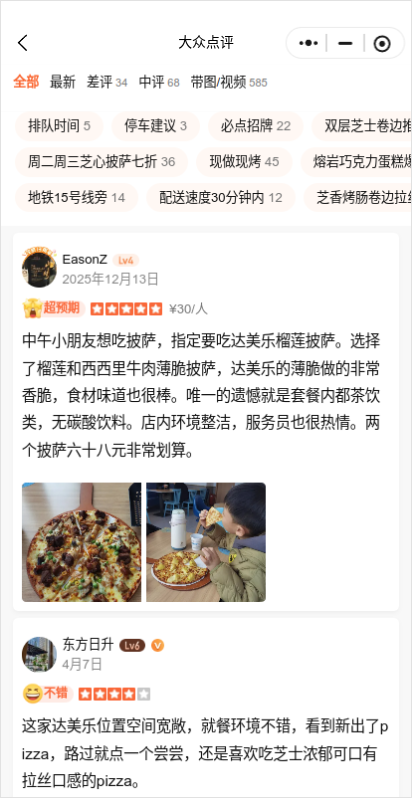 大众点评
全部 最新 差评 34 中评 68 带图/视频 585
排队时间 5 停车建议 3 必点招牌 22 双层芝士卷边
周二周三芝心披萨七折 36 现做现烤 45 熔岩巧克力蛋糕
地铁15号线旁 14 配送速度30分钟内 12 芝香烤肠卷边拉
EasonZ Lv4
2025年12月13日
超预期 ¥30/人
中午小朋友想吃披萨，指定要吃达美乐榴莲披萨。选择
了榴莲和西西里牛肉薄脆披萨，达美乐的薄脆做的非常
香脆，食材味道也很棒。唯一的遗憾就是套餐内都茶饮
类，无碳酸饮料。店内环境整洁，服务员也很热情。两
个披萨六十八元非常划算。
东方日升 Lv6 V
4月7日
不错
这家达美乐位置空间宽敞，就餐环境不错，看到新出了p
izza，路过就点一个尝尝，还是喜欢吃芝士浓郁可口有
拉丝口感的pizza。